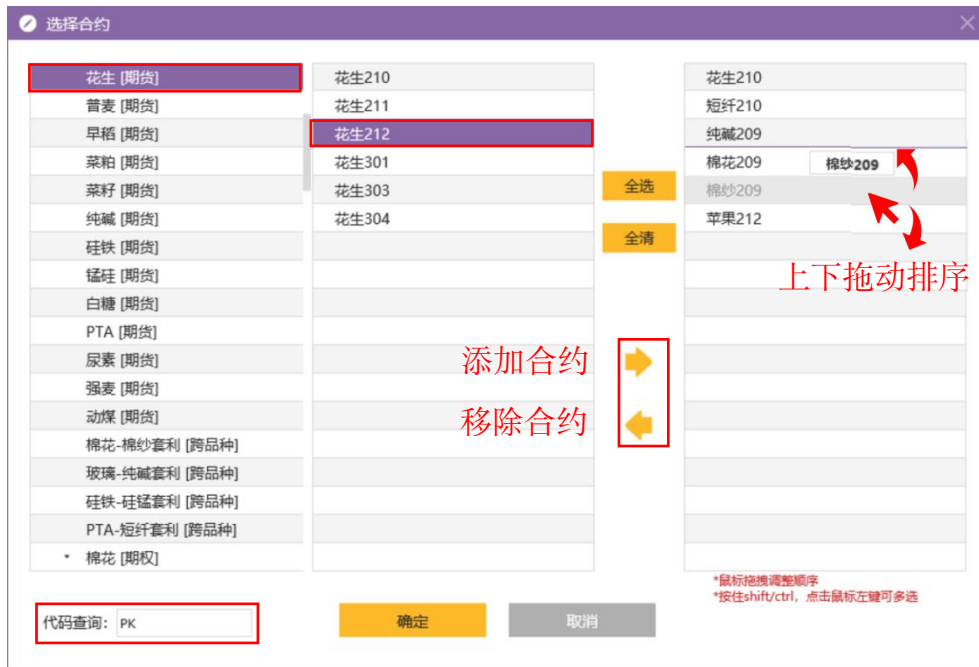 选择合约
花生 [期货]
普麦 [期货]
早稻 [期货]
菜粕 [期货]
菜籽 [期货]
纯碱 [期货]
硅铁 [期货]
锰硅 [期货]
白糖 [期货]
PTA [期货]
尿素 [期货]
强麦 [期货]
动煤 [期货]
棉花-棉纱套利 [跨品种]
玻璃-纯碱套利 [跨品种]
硅铁-硅锰套利 [跨品种]
PTA-短纤套利 [跨品种]
棉花 [期权]
花生210
花生211
花生212
花生301
花生303
花生304
全选
全清
添加合约
移除合约
花生210
短纤210
纯碱209
棉花209
棉纱209
棉纱209
苹果212
上下拖动排序
*鼠标拖拽调整顺序
*按住shift/ctrl，点击鼠标左键可多选
代码查询: PK
确定
取消